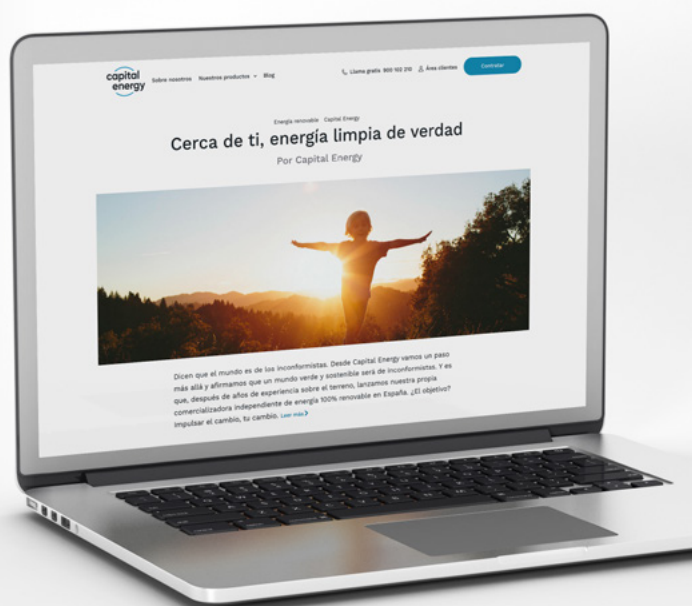 capital
energy
Sobre nosotros Nuestros productos Blog
Llama gratis 900 102 210 Área clientes Contratar
Energía renovable Capital Energy
Cerca de ti, energía limpia de verdad
Por Capital Energy
Dicen que el mundo es de los inconformistas. Desde Capital Energy vamos un paso
más allá y afirmamos que un mundo verde y sostenible será de inconformistas. Y es
que, después de años de experiencia sobre el terreno, lanzamos nuestra propia
comercializadora independiente de energía 100% renovable en España. ¿El objetivo?
Impulsar el cambio, tu cambio. Leer más